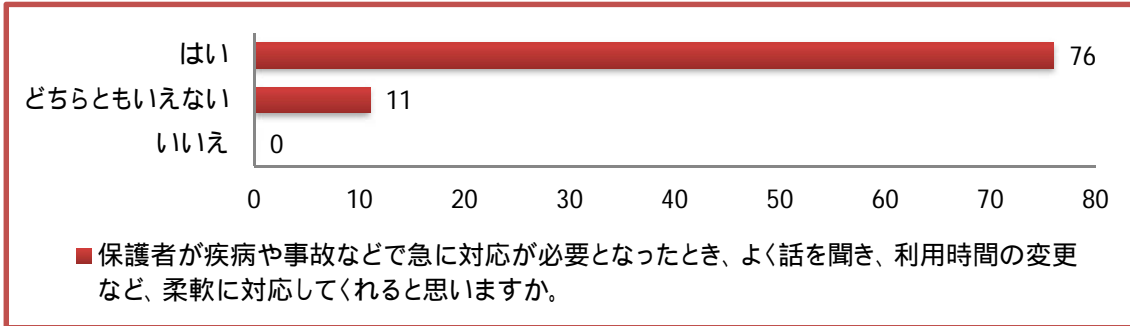 はい 76
どちらともいえない 11
いいえ 0
0 10 20 30 40 50 60 70 80
保護者が疾病や事故などで急に対応が必要となったとき、よく話を聞き、利用時間の変更
など、柔軟に対応してくれると思いますか。